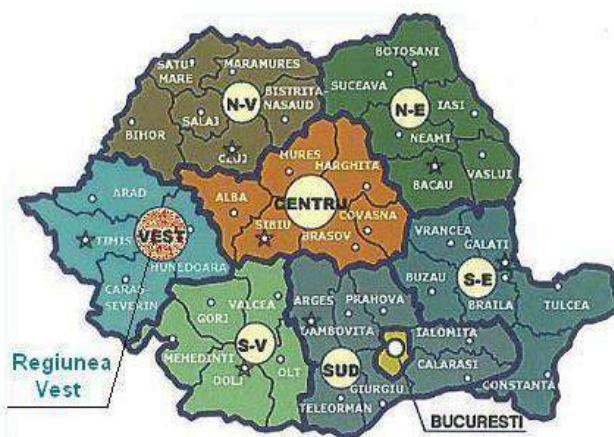 SATU
MARE
MARAMURES
N-V
BISTRITA-
NASAUD
SALAJ
BIHOR
CLUJ
BOTOSANI
SUCEAVA
N-E
IASI
NEAMT
BACAU
VASLUI
MURES
HARGHITA
ALBA
CENTRU
SIBIU
COVASNA
BRASOV
ARAD
TIMIS
VEST
HUNEDOARA
CARAS-
SEVERIN
VRANCEA
GALATI
BUZAU
S-E
BRAILA
TULCEA
CONSTANTA
VALCEA
GORJ
S-V
MEHEDINTI
OLT
DOLJ
ARGES
PRAHOVA
DAMBOVITA
IALOMITA
SUD
CALARASI
GIURGIU
TELEORMAN
BUCURESTI
Regiunea
Vest